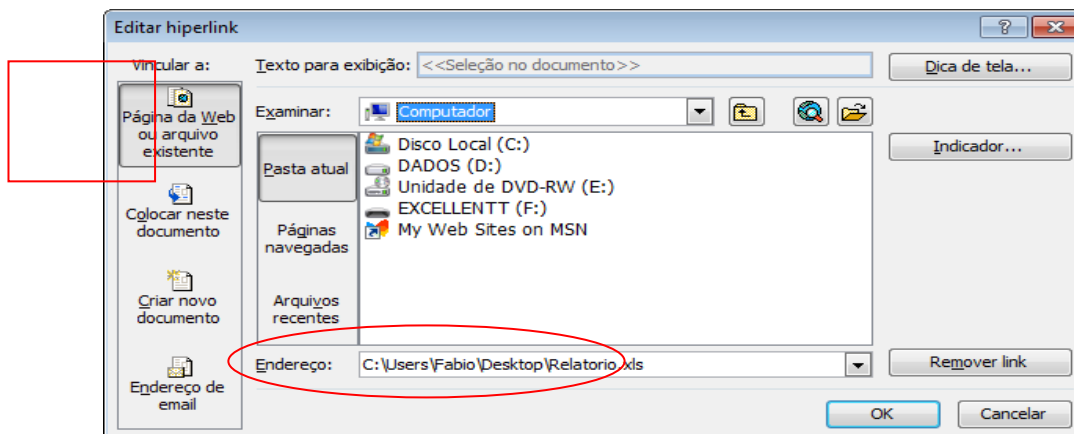 Editar hiperlink
Vincular a:
Texto para exibição: <<Seleção no documento>>
Dica de tela...
Página da Web
ou arquivo
existente
Examinar: Computador
Indicador...
Pasta atual
Disco Local (C:)
DADOS (D:)
Unidade de DVD-RW (E:)
EXCELLENTT (F:)
My Web Sites on MSN
Colocar neste
documento
Páginas
navegadas
Criar novo
documento
Arquivos
recentes
Endereço: C:\Users\Fabio\Desktop\Relatorio.xls
Remover link
Endereço de
email
OK
Cancelar